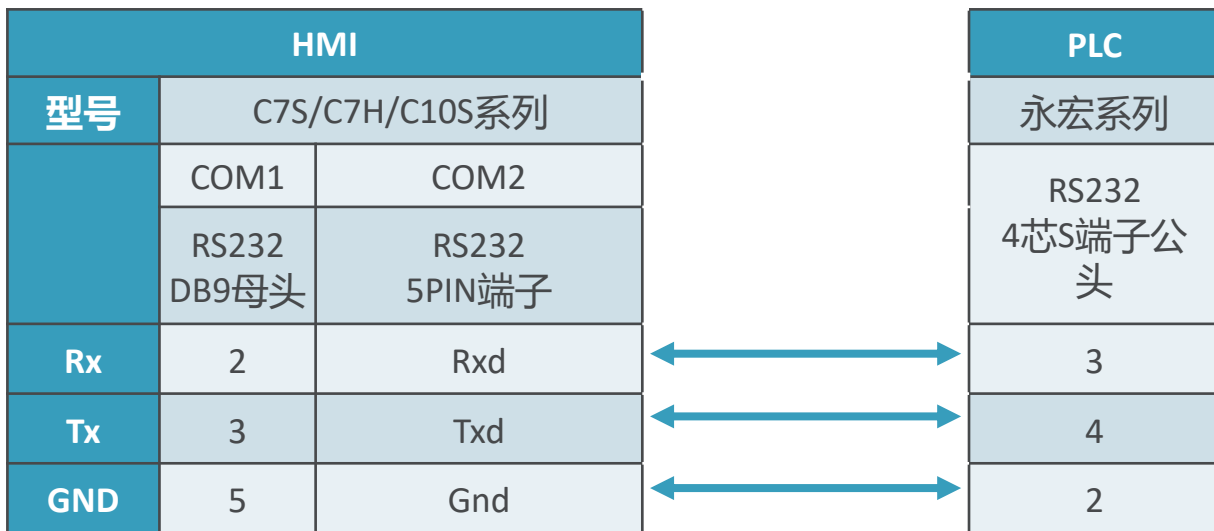 HMI
PLC
型号
C7S/C7H/C10S系列
永宏系列
COM1
COM2
RS232
4芯S端子公
头
RS232
DB9母头
RS232
5PIN端子
Rx
2
Rxd
3
Tx
3
Txd
4
GND
5
Gnd
2